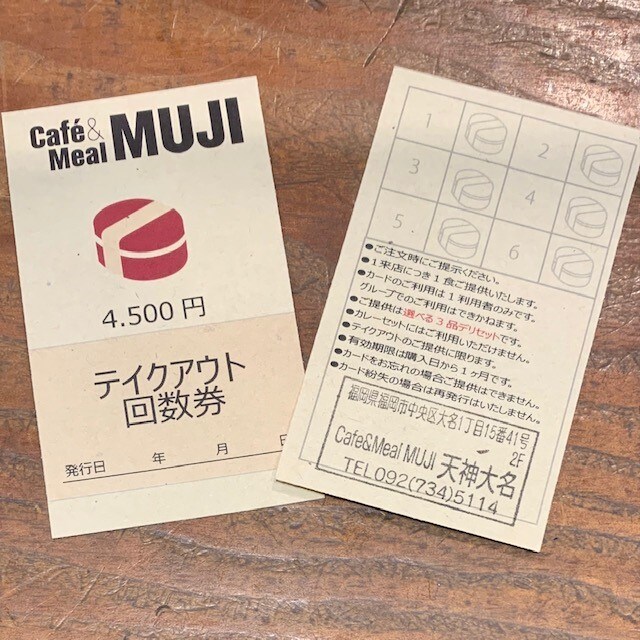 Café&
Meal MUJI
4.500 円
テイクアウト
回数券
発行日 年 月 日
1 2
3 4
5 6
●ご注文時にご提示ください。
●1来店につき1食ご提供いたします。
●カードのご利用は1利用者のみです。
グループでのご利用はできかねます。
●ご提供は選べる3品デリセットです。
●カレーセットにはご利用いただけません。
●テイクアウトのご提供に限ります。
●有効期限は購入日から1ヶ月です。
●カードをお忘れの場合ご提供はできません。
●カード紛失の場合は再発行はいたしません。
福岡県福岡市中央区大名1丁目15番41号
2F
Cafe&Meal MUJI 天神大名
TEL092(734)5114